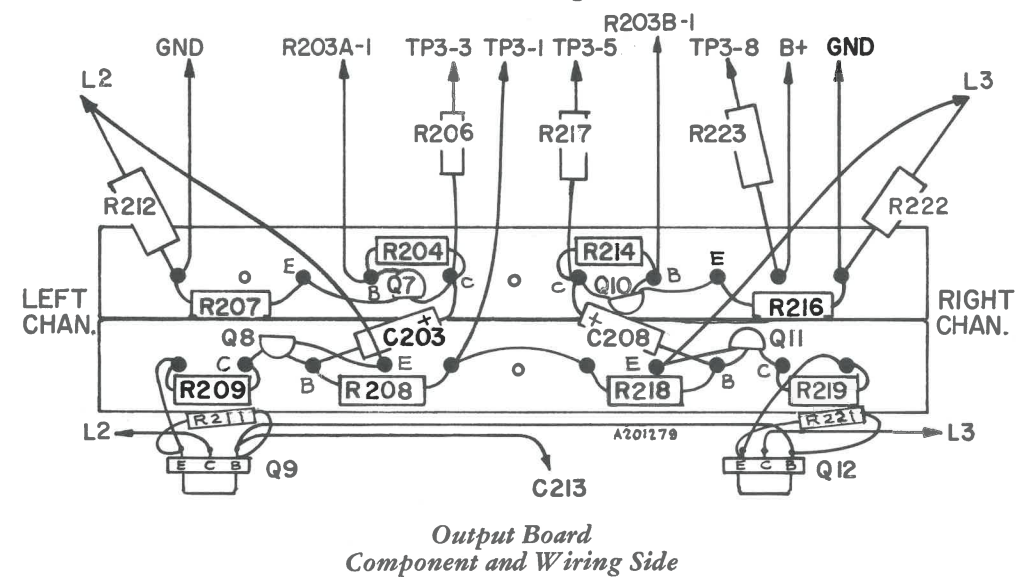 R203B-1
GND R203A-1 TP3-3 TP3-1 TP3-5 TP3-8 B+ GND
L2 L3
R206 R217 R223
R212 R222
R204 R214
E B Q7 C C Q10 B E
LEFT CHAN. R207 R216 RIGHT CHAN.
Q8 C203 + + C208 Q11
C B E E B C
R209 R208 R218 R219
R211 R221
L2 A201279 L3
E C B Q9 E C B Q12
C213
Output Board
Component and Wiring Side